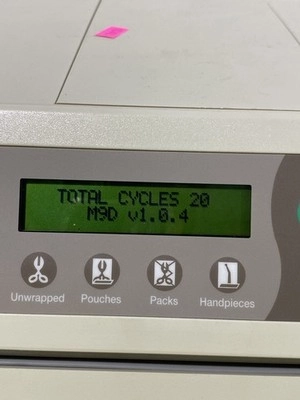 TOTAL CYCLES 20
M9D v1.0.4
Unwrapped Pouches Packs Handpieces